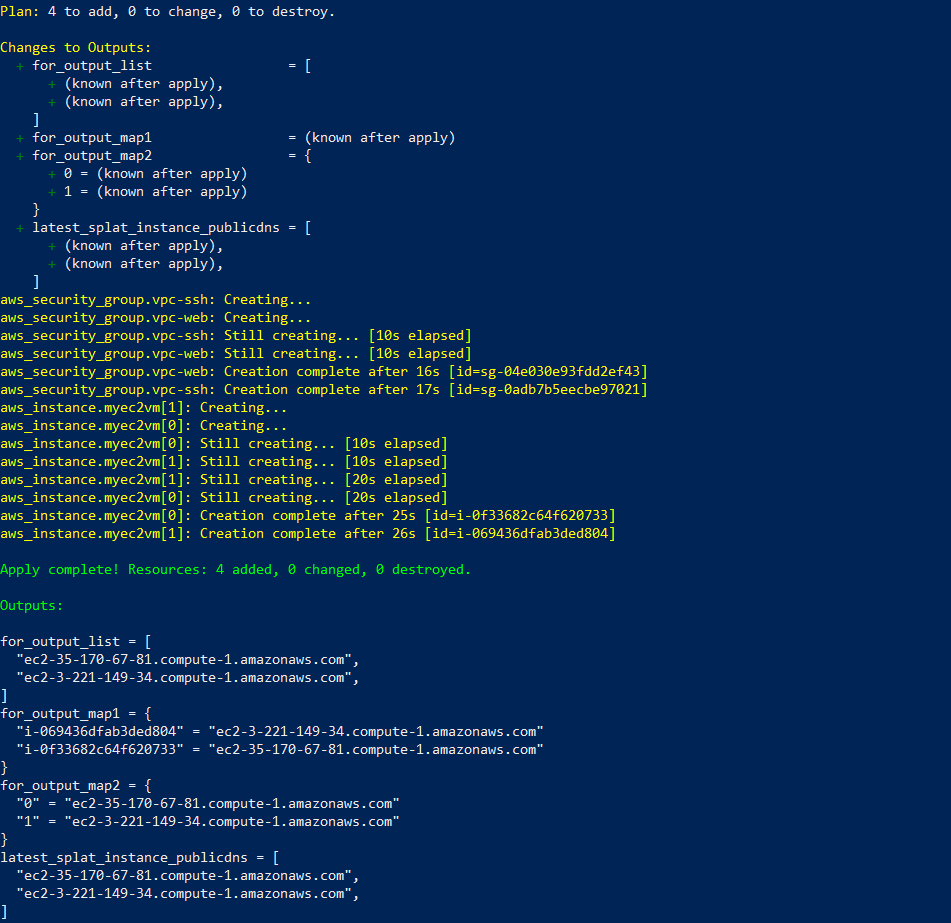 Plan: 4 to add, 0 to change, 0 to destroy.

Changes to Outputs:
  + for_output_list                 = [
      + (known after apply),
      + (known after apply),
    ]
  + for_output_map1                 = (known after apply)
  + for_output_map2                 = {
      + 0 = (known after apply)
      + 1 = (known after apply)
    }
  + latest_splat_instance_publicdns = [
      + (known after apply),
      + (known after apply),
    ]
aws_security_group.vpc-ssh: Creating...
aws_security_group.vpc-web: Creating...
aws_security_group.vpc-ssh: Still creating... [10s elapsed]
aws_security_group.vpc-web: Still creating... [10s elapsed]
aws_security_group.vpc-web: Creation complete after 16s [id=sg-04e030e93fdd2ef43]
aws_security_group.vpc-ssh: Creation complete after 17s [id=sg-0adb7b5eecbe97021]
aws_instance.myec2vm[1]: Creating...
aws_instance.myec2vm[0]: Creating...
aws_instance.myec2vm[0]: Still creating... [10s elapsed]
aws_instance.myec2vm[1]: Still creating... [10s elapsed]
aws_instance.myec2vm[1]: Still creating... [20s elapsed]
aws_instance.myec2vm[0]: Still creating... [20s elapsed]
aws_instance.myec2vm[0]: Creation complete after 25s [id=i-0f33682c64f620733]
aws_instance.myec2vm[1]: Creation complete after 26s [id=i-069436dfab3ded804]

Apply complete! Resources: 4 added, 0 changed, 0 destroyed.

Outputs:

for_output_list = [
  "ec2-35-170-67-81.compute-1.amazonaws.com",
  "ec2-3-221-149-34.compute-1.amazonaws.com",
]
for_output_map1 = {
  "i-069436dfab3ded804" = "ec2-3-221-149-34.compute-1.amazonaws.com"
  "i-0f33682c64f620733" = "ec2-35-170-67-81.compute-1.amazonaws.com"
}
for_output_map2 = {
  "0" = "ec2-35-170-67-81.compute-1.amazonaws.com"
  "1" = "ec2-3-221-149-34.compute-1.amazonaws.com"
}
latest_splat_instance_publicdns = [
  "ec2-35-170-67-81.compute-1.amazonaws.com",
  "ec2-3-221-149-34.compute-1.amazonaws.com",
]